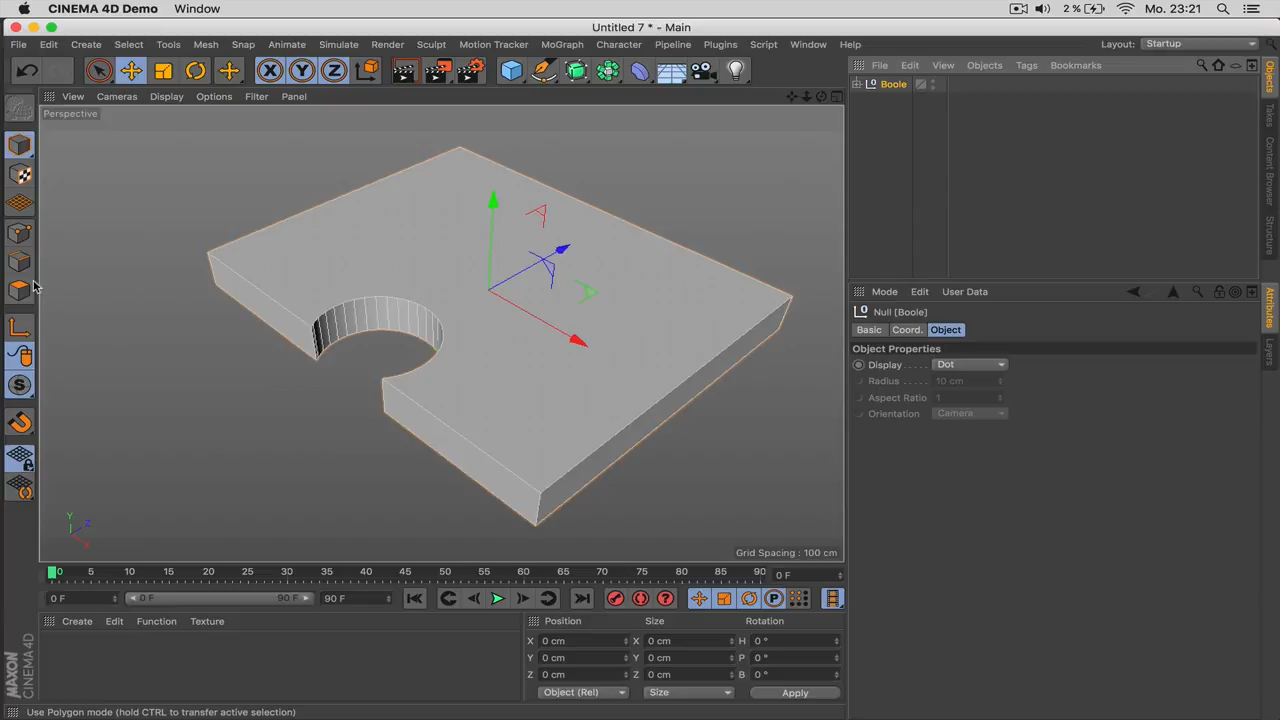 CINEMA 4D Demo Window 2 % Mo. 23:21
Untitled 7 * - Main
File Edit Create Select Tools Mesh Snap Animate Simulate Render Sculpt Motion Tracker MoGraph Character Pipeline Plugins Script Window Help Layout: Startup
X Y Z
File Edit View Objects Tags Bookmarks
View Cameras Display Options Filter Panel
Boole
Perspective
Objects
Takes
Content Browser
Structure
Mode Edit User Data
Null [Boole]
Basic Coord. Object
Object Properties
Display Dot
Radius 10 cm
Aspect Ratio 1
Orientation Camera
Attributes
Layers
S
Y
Z
X
Grid Spacing : 100 cm
0 5 10 15 20 25 30 35 40 45 50 55 60 65 70 75 80 85 90 0 F
0 F 0 F 90 F 90 F
Create Edit Function Texture
Position Size Rotation
X 0 cm X 0 cm H 0 °
Y 0 cm Y 0 cm P 0 °
Z 0 cm Z 0 cm B 0 °
Object (Rel) Size Apply
MAXON
CINEMA 4D
Use Polygon mode (hold CTRL to transfer active selection)